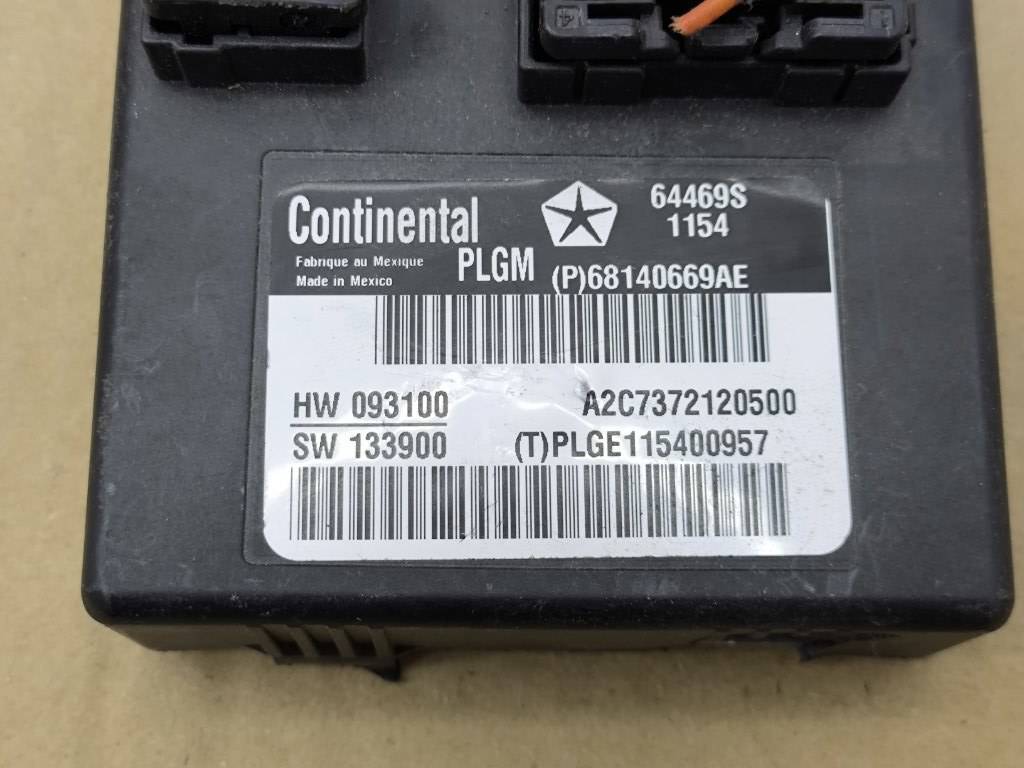 Continental
64469S
1154
Fabrique au Mexique
Made in Mexico
PLGM
(P)68140669AE
HW 093100
A2C7372120500
SW 133900
(T)PLGE115400957